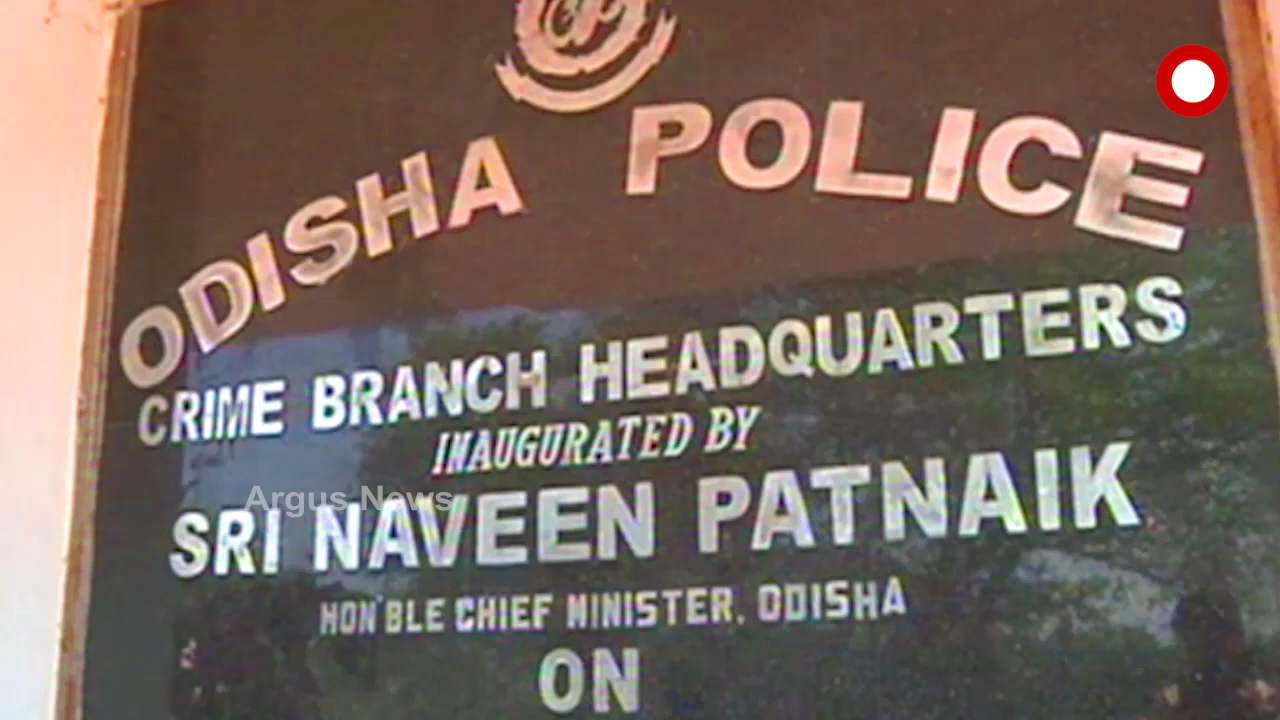 ODISHA POLICE
CRIME BRANCH HEADQUARTERS
INAUGURATED BY
Argus News
SRI NAVEEN PATNAIK
HON'BLE CHIEF MINISTER, ODISHA
ON